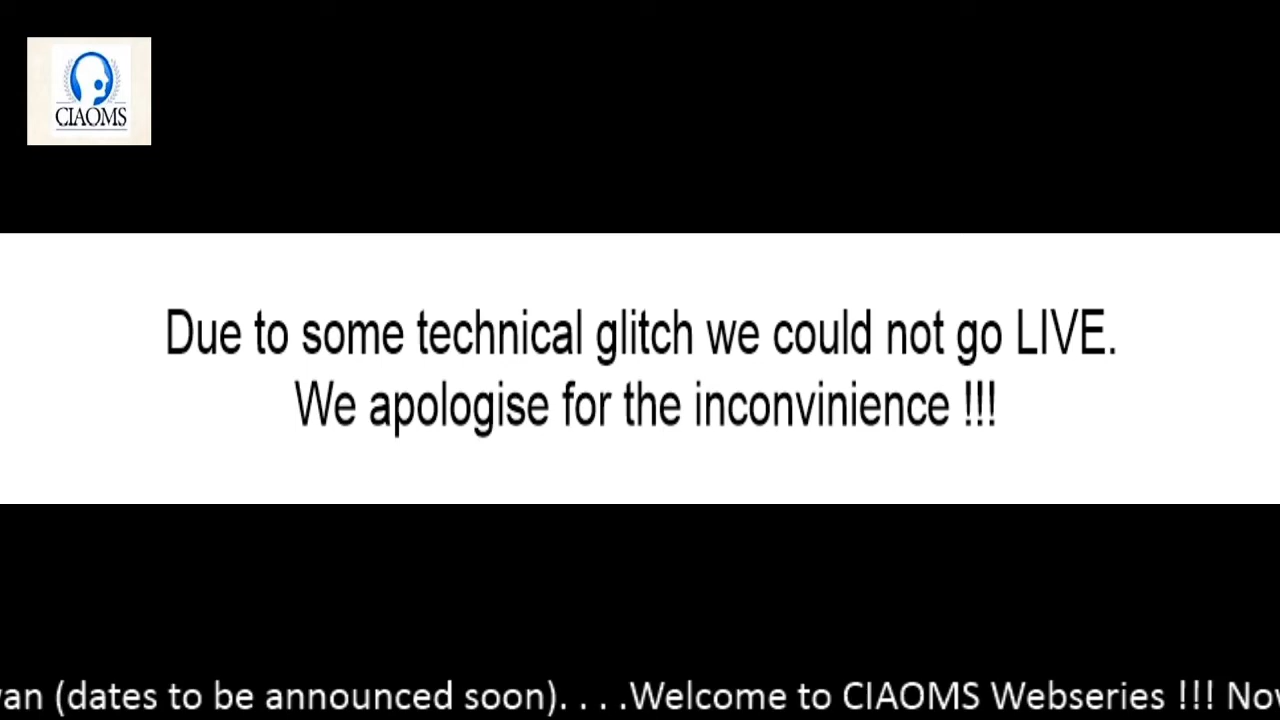 CIAOMS
Due to some technical glitch we could not go LIVE.
We apologise for the inconvinience !!!
(dates to be announced soon). . . .Welcome to CIAOMS Webseries !!!